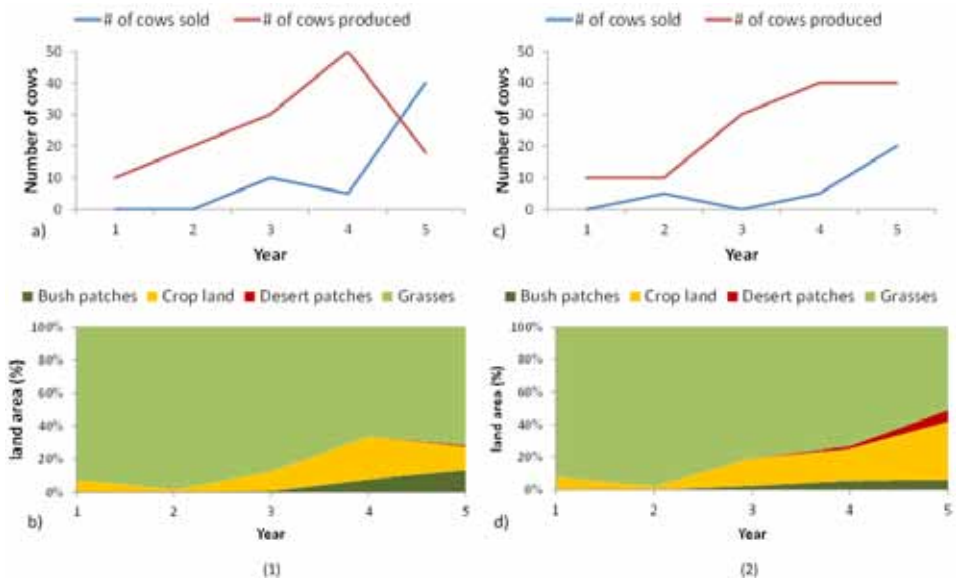 # of cows sold # of cows produced
Number of cows
50
40
30
20
10
0
1 2 3 4 5
Year
a)
# of cows sold # of cows produced
Number of cows
50
40
30
20
10
0
1 2 3 4 5
Year
c)
Bush patches Crop land Desert patches Grasses
land area (%)
100%
80%
60%
40%
20%
0%
1 2 3 4 5
Year
b)
(1)
Bush patches Crop land Desert patches Grasses
land area (%)
100%
80%
60%
40%
20%
0%
1 2 3 4 5
Year
d)
(2)